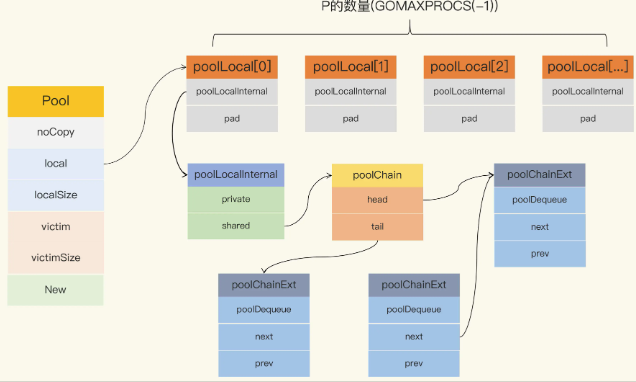 P的数量(GOMAXPROCS(-1))
poolLocal[0]
poolLocal[1]
poolLocal[2]
poolLocal[...]
poolLocalInternal
poolLocalInternal
poolLocalInternal
poolLocalInternal
pad
pad
pad
pad
Pool
noCopy
local
localSize
victim
victimSize
New
poolLocalInternal
private
shared
poolChain
head
tail
poolChainExt
poolDequeue
next
prev
poolChainExt
poolDequeue
next
prev
poolChainExt
poolDequeue
next
prev